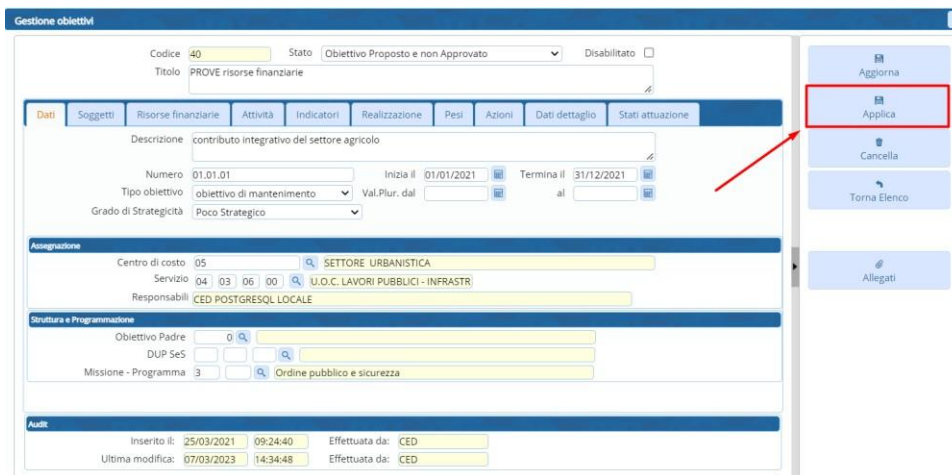 Gestione obiettivi
Codice 40 Stato Obiettivo Proposto e non Approvato Disabilitato
Titolo PROVE risorse finanziarie
Dati Soggetti Risorse finanziarie Attività Indicatori Realizzazione Pesi Azioni Dati dettaglio Stati attuazione
Descrizione contributo integrativo del settore agricolo
Numero 01.01.01 Inizia il 01/01/2021 Termina il 31/12/2021
Tipo obiettivo obiettivo di mantenimento Val.Plur. dal al
Grado di Strategicità Poco Strategico
Assegnazione
Centro di costo 05 SETTORE URBANISTICA
Servizio 04 03 06 00 U.O.C. LAVORI PUBBLICI - INFRASTR
Responsabili CED POSTGRESQL LOCALE
Struttura e Programmazione
Obiettivo Padre 0
DUP SeS
Missione - Programma 3 Ordine pubblico e sicurezza
Audit
Inserito il: 25/03/2021 09:24:40 Effettuata da: CED
Ultima modifica: 07/03/2023 14:34:48 Effettuata da: CED
Aggiorna
Applica
Cancella
Torna Elenco
Allegati